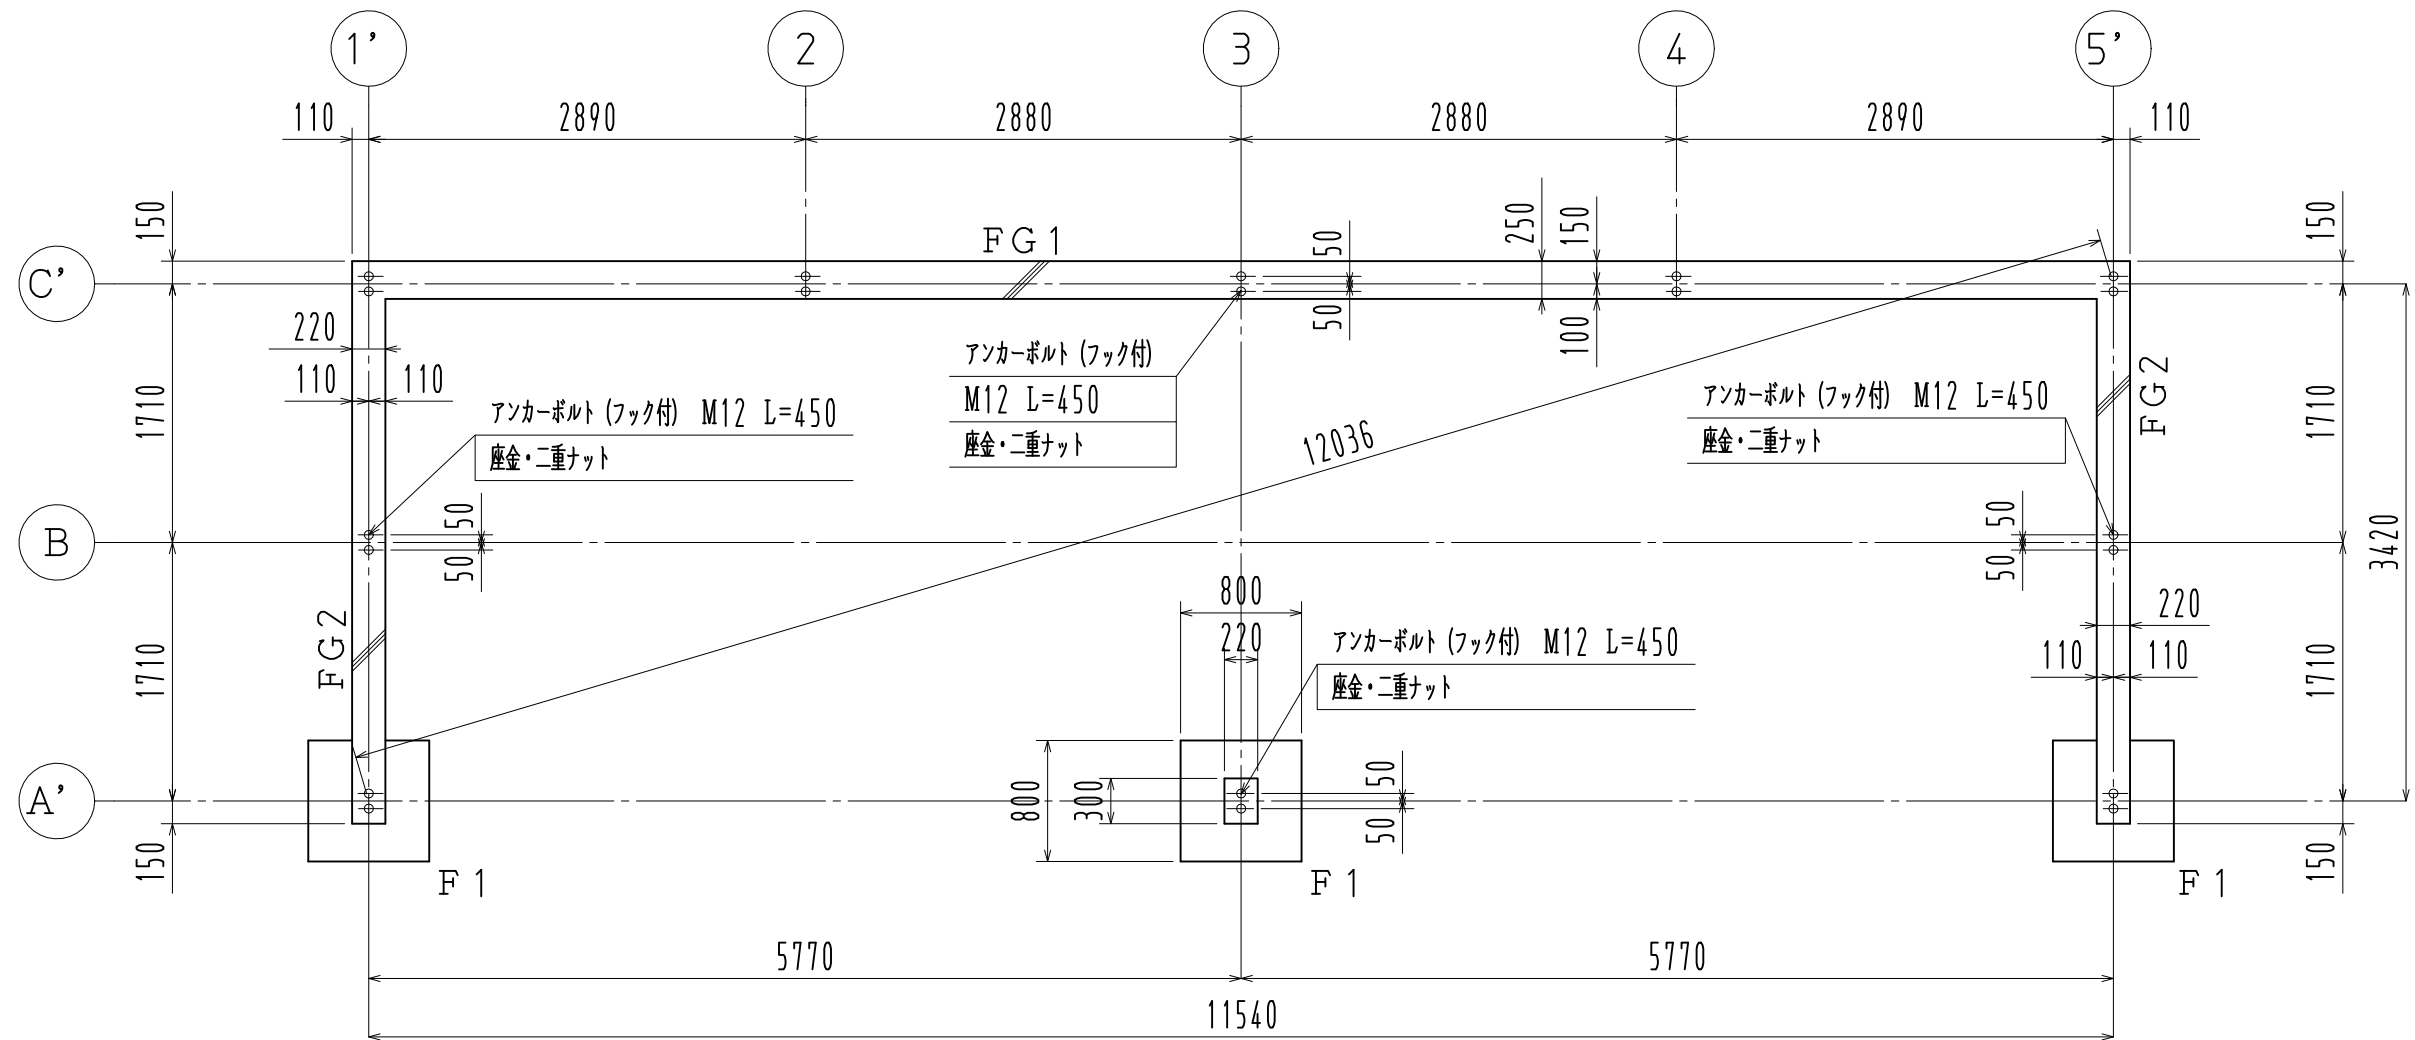 1' 2 3 4 5'
110 2890 2880 2880 2890 110
150 150
FG1 50 250 150
C'
220 50 100
110 110
1710 1710
アンカーボルト (フック付)
M12 L=450
座金・二重ナット
アンカーボルト (フック付) M12 L=450
座金・二重ナット
アンカーボルト (フック付) M12 L=450
座金・二重ナット
FG2
12036
50 50
B
50 50
3420
800
220
220
FG2
アンカーボルト (フック付) M12 L=450
座金・二重ナット
110 110
1710 1710
A'
800 300 50
50
150 150
F1 F1 F1
5770 5770
11540